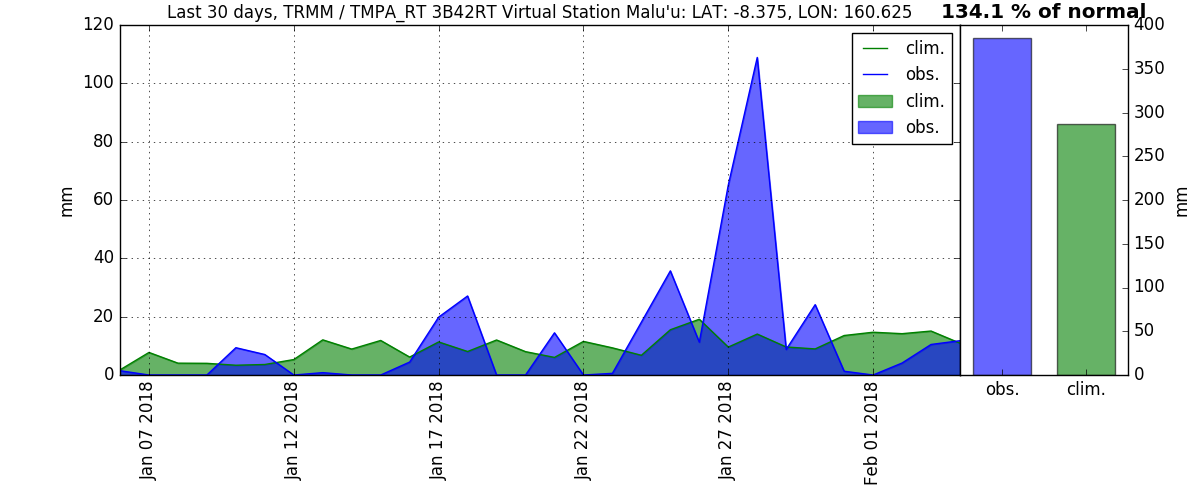 Last 30 days, TRMM / TMPA_RT 3B42RT Virtual Station Malu'u: LAT: -8.375, LON: 160.625
134.1 % of normal
120
100
80
60
40
20
0
mm
Jan 07 2018
Jan 12 2018
Jan 17 2018
Jan 22 2018
Jan 27 2018
Feb 01 2018
clim.
obs.
clim.
obs.
400
350
300
250
200
150
100
50
0
mm
obs.
clim.